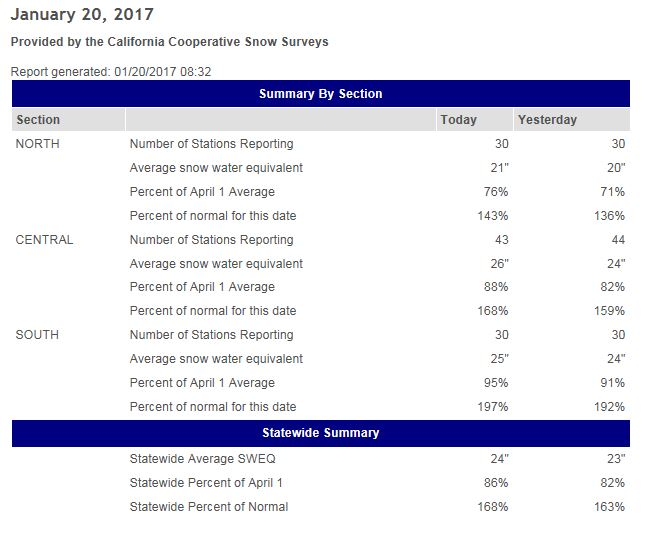 January 20, 2017
Provided by the California Cooperative Snow Surveys
Report generated: 01/20/2017 08:32
Summary By Section
Section Today Yesterday
NORTH Number of Stations Reporting 30 30
Average snow water equivalent 21" 20"
Percent of April 1 Average 76% 71%
Percent of normal for this date 143% 136%
CENTRAL Number of Stations Reporting 43 44
Average snow water equivalent 26" 24"
Percent of April 1 Average 88% 82%
Percent of normal for this date 168% 159%
SOUTH Number of Stations Reporting 30 30
Average snow water equivalent 25" 24"
Percent of April 1 Average 95% 91%
Percent of normal for this date 197% 192%
Statewide Summary
Statewide Average SWEQ 24" 23"
Statewide Percent of April 1 86% 82%
Statewide Percent of Normal 168% 163%